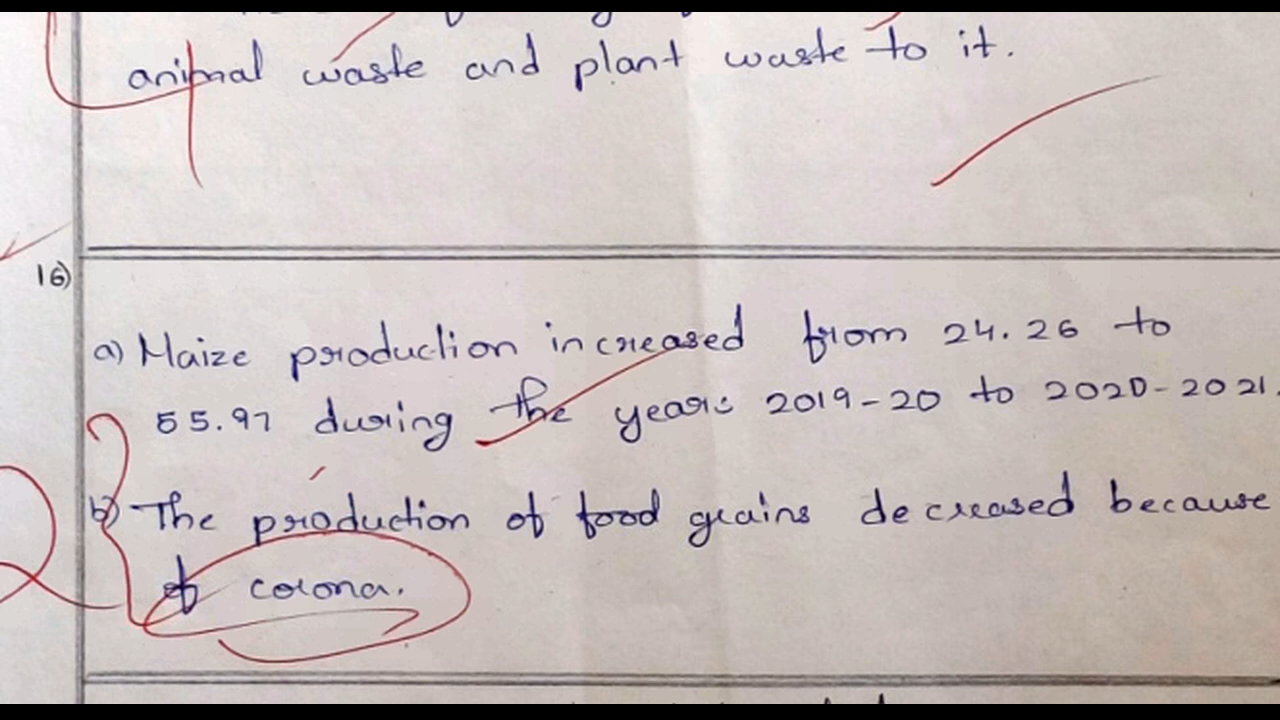 animal waste and plant waste to it.
16)
a) Maize production increased from 24.26 to
55.97 during the years 2019-20 to 2020-2021.
b) The production of food grains decreased because
of corona.